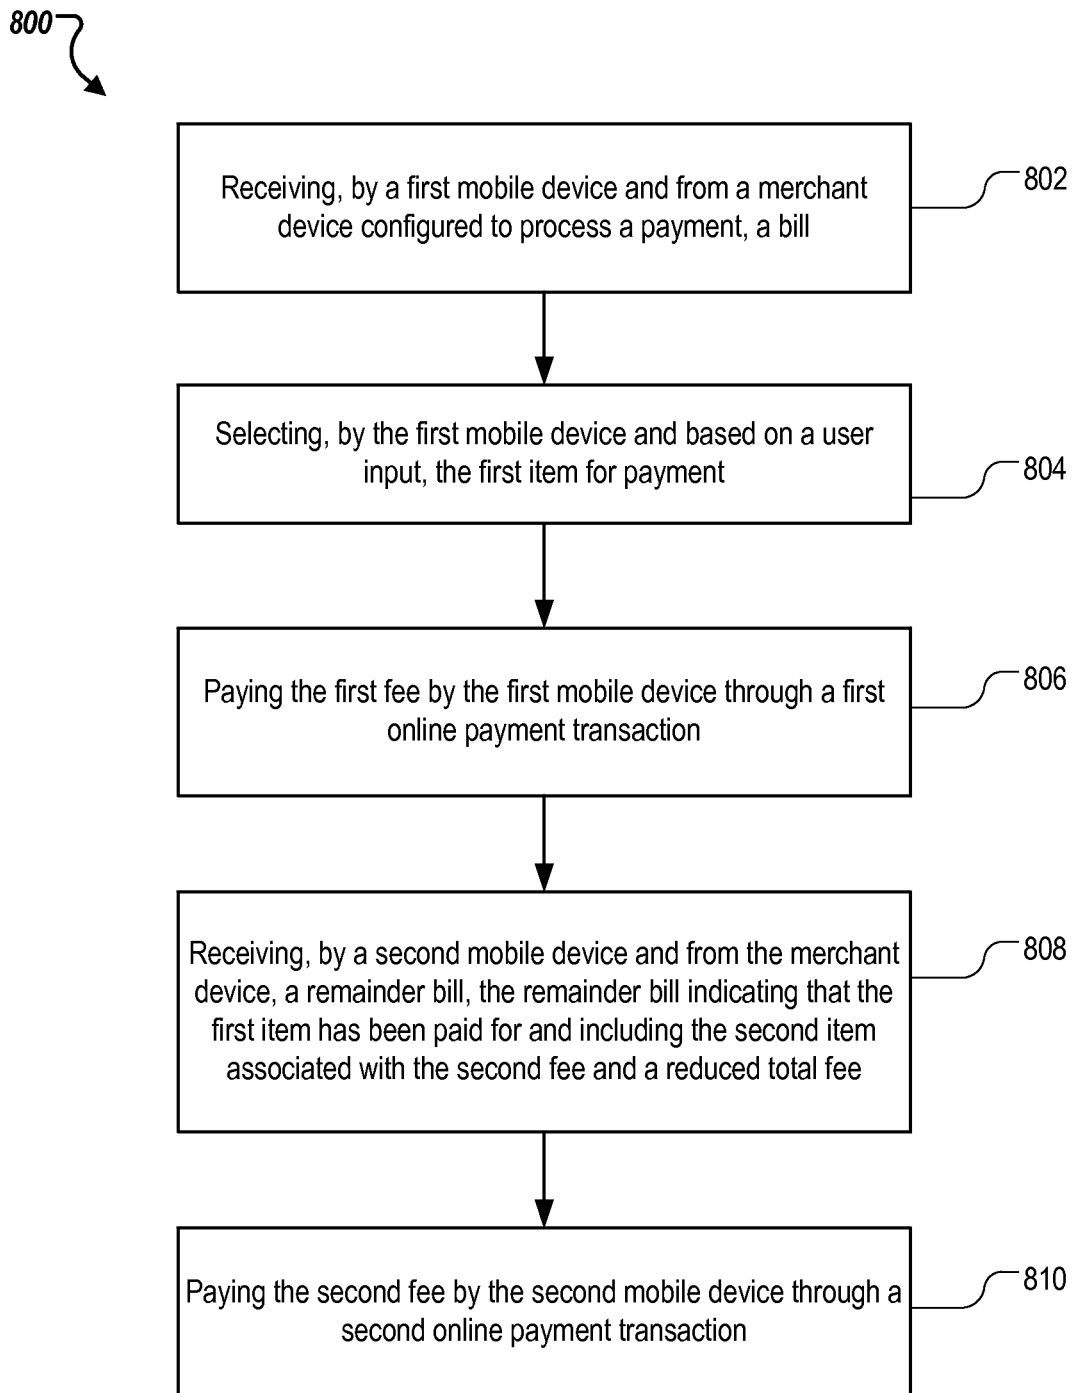 800
Receiving, by a first mobile device and from a merchant
device configured to process a payment, a bill
802
Selecting, by the first mobile device and based on a user
input, the first item for payment
804
Paying the first fee by the first mobile device through a first
online payment transaction
806
Receiving, by a second mobile device and from the merchant
device, a remainder bill, the remainder bill indicating that the
first item has been paid for and including the second item
associated with the second fee and a reduced total fee
808
Paying the second fee by the second mobile device through a
second online payment transaction
810